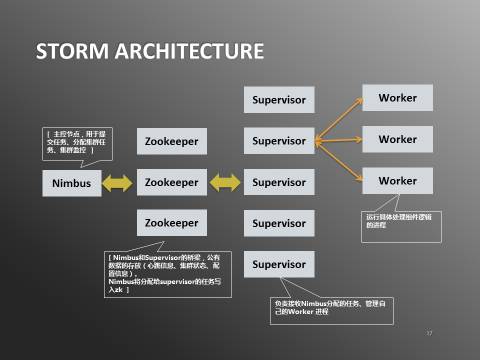 STORM ARCHITECTURE
Supervisor
Worker
[ 主控节点，用于提
交任务、分配集群任
务、集群监控 ]
Zookeeper
Supervisor
Worker
Nimbus
Zookeeper
Supervisor
Worker
Zookeeper
Supervisor
运行具体处理组件逻辑
的进程
[ Nimbus和Supervisor的桥梁，公有
数据的存放（心跳信息、集群状态、配
置信息），
Nimbus将分配给supervisor的任务写
入zk ]
Supervisor
负责接收Nimbus分配的任务、管理自
己的Worker 进程
17